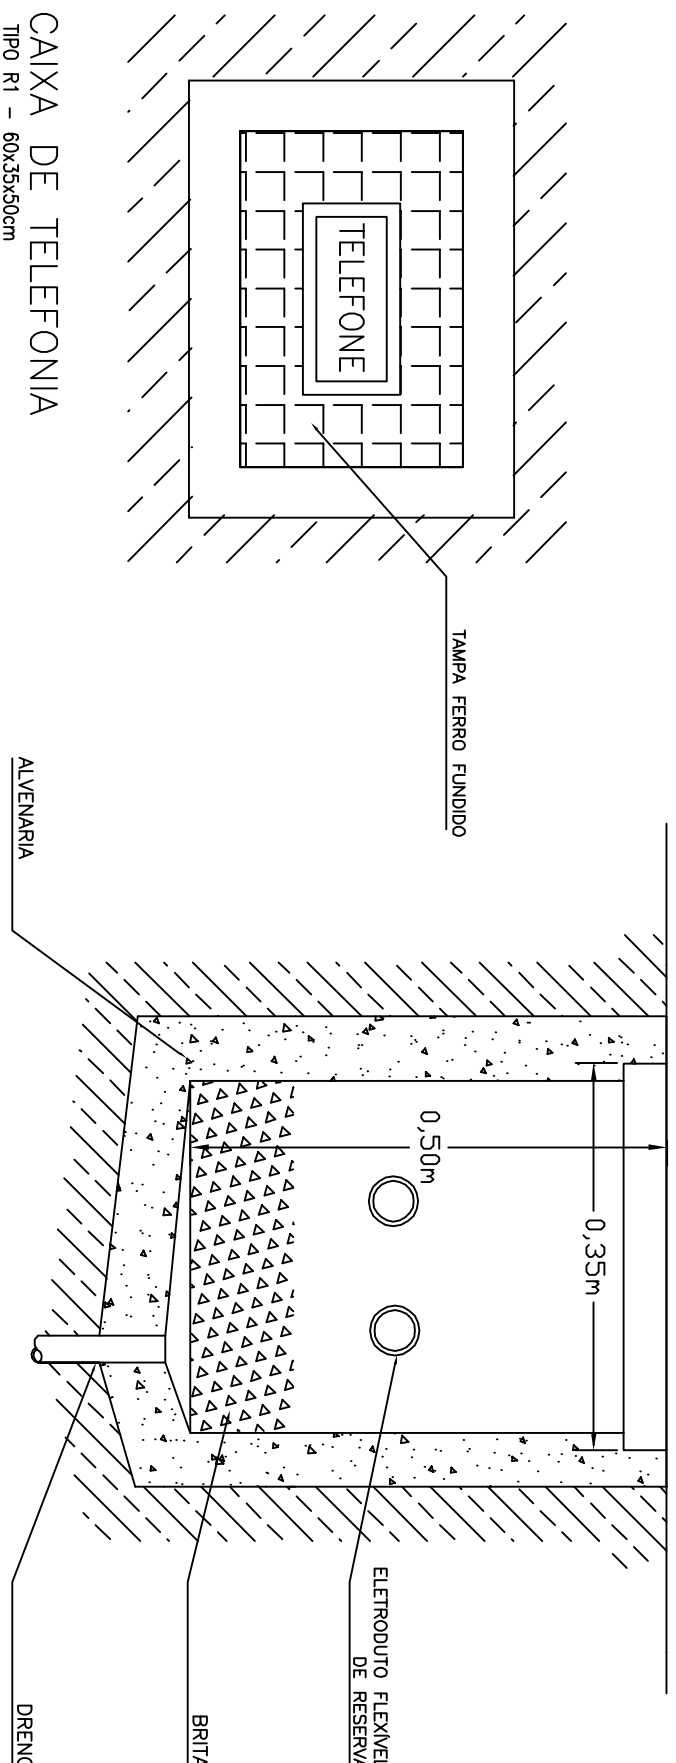 TELEFONE
TAMPA FERRO FUNDIDO
CAIXA DE TELEFONIA
TIPO R1 - 60x35x50cm
0,35m
0,50m
ELETRODUTO FLEXÍVEL
DE RESERVA
BRITA
ALVENARIA
DRENO